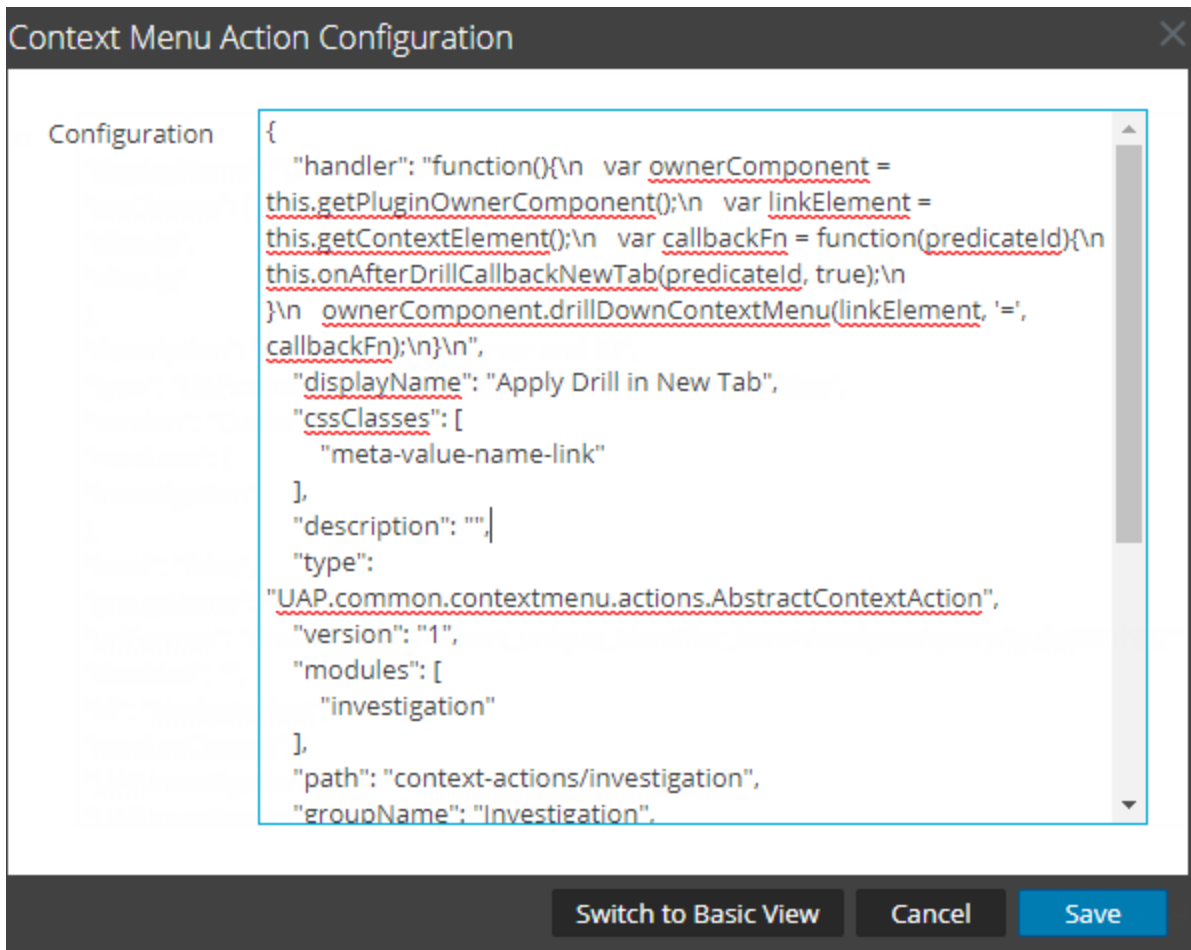 Context Menu Action Configuration
Configuration
{
"handler": "function(){\n   var ownerComponent =
this.getPluginOwnerComponent();\n   var linkElement =
this.getContextElement();\n   var callbackFn = function(predicateId){\n
this.onAfterDrillCallbackNewTab(predicateId, true);\n
}\n   ownerComponent.drillDownContextMenu(linkElement, '=',
callbackFn);\n}\n",
"displayName": "Apply Drill in New Tab",
"cssClasses": [
"meta-value-name-link"
],
"description": "",
"type":
"UAP.common.contextmenu.actions.AbstractContextAction",
"version": "1",
"modules": [
"investigation"
],
"path": "context-actions/investigation",
"groupName": "Investigation",
Switch to Basic View
Cancel
Save